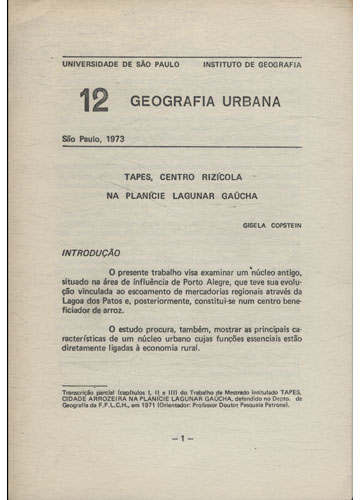 UNIVERSIDADE DE SÃO PAULO INSTITUTO DE GEOGRAFIA
12 GEOGRAFIA URBANA
São Paulo, 1973
TAPES, CENTRO RIZÍCOLA
NA PLANÍCIE LAGUNAR GAÚCHA
GISELA COPSTEIN
INTRODUÇÃO
O presente trabalho visa examinar um núcleo antigo,
situado na área de influência de Porto Alegre, que teve sua evolu-
ção vinculada ao escoamento de mercadorias regionais através da
Lagoa dos Patos e, posteriormente, constitui-se num centro bene-
ficiador de arroz.
O estudo procura, também, mostrar as principais ca-
racterísticas de um núcleo urbano cujas funções essenciais estão
diretamente ligadas à economia rural.
Transcrição parcial (capítulos I, II e III) do Trabalho de Mestrado intitulado TAPES,
CIDADE ARROZEIRA NA PLANÍCIE LAGUNAR GAÚCHA, defendido no Depto. de
Geografia da F.F.L.C.H., em 1971 (Orientador: Professor Doutor Pasquale Petrone).
– 1 –